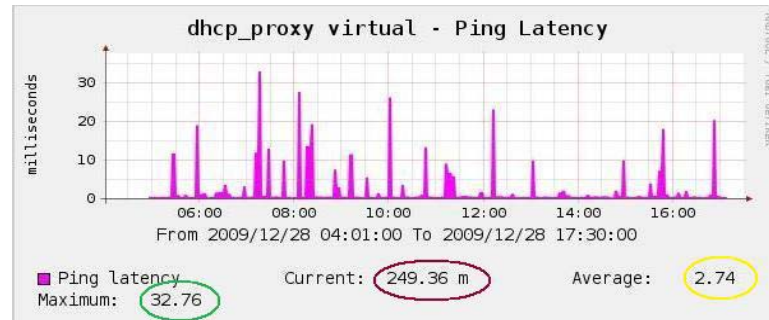 dhcp_proxy virtual - Ping Latency
milliseconds
30
20
10
0
06:00 08:00 10:00 12:00 14:00 16:00
From 2009/12/28 04:01:00 To 2009/12/28 17:30:00
Ping latency Current: 249.36 m Average: 2.74
Maximum: 32.76